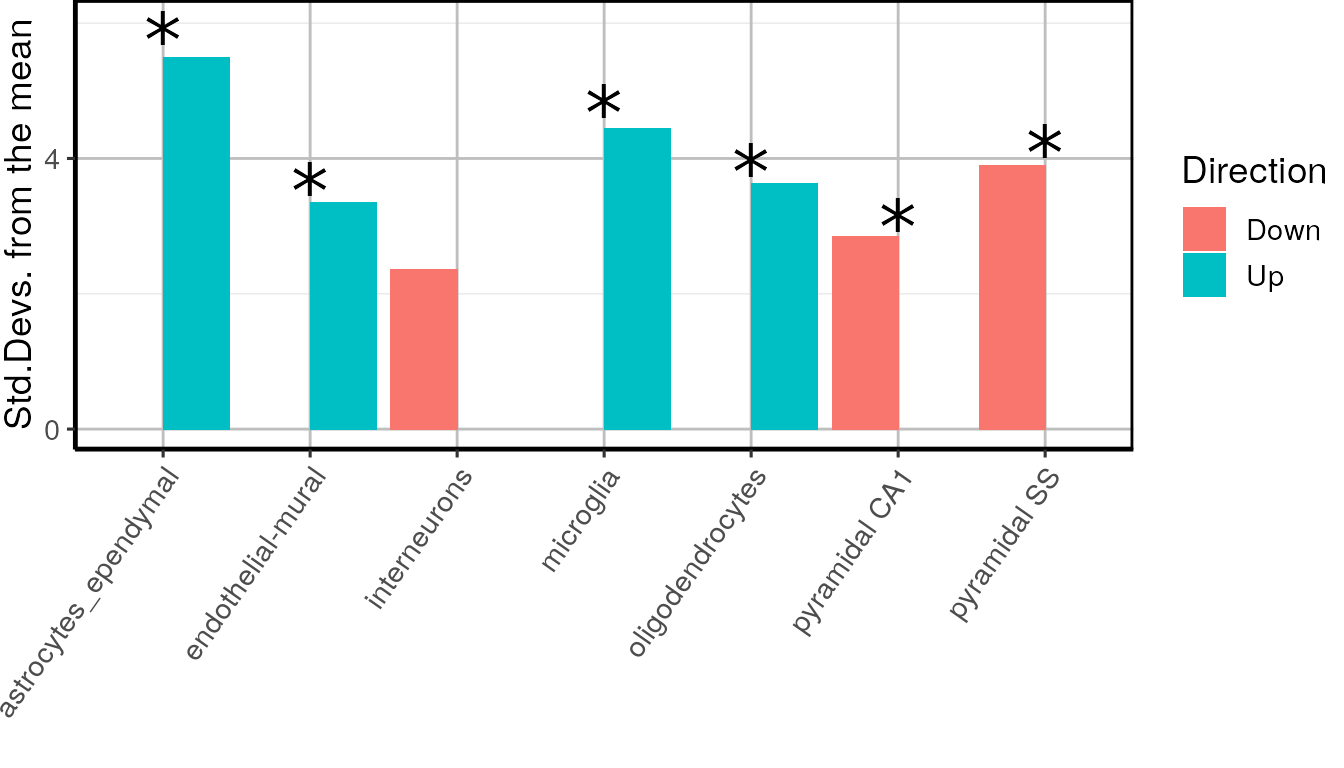 Std.Devs. from the mean
4
0
*
*
*
*
*
*
astrocytes_ependymal
endothelial-mural
interneurons
microglia
oligodendrocytes
pyramidal CA1
pyramidal SS
Direction
Down
Up